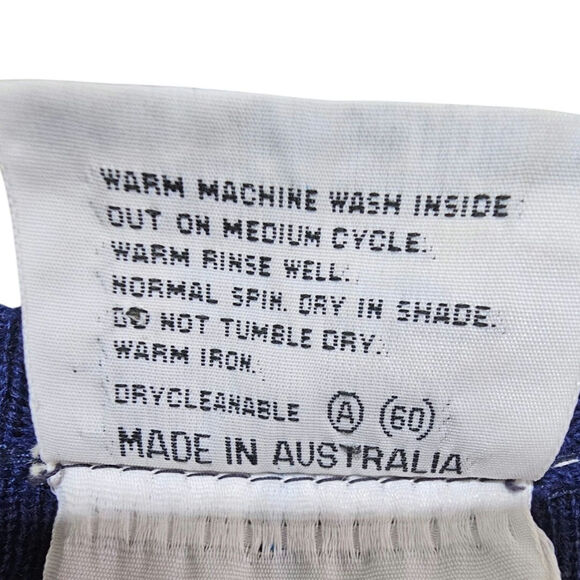 WARM MACHINE WASH INSIDE
OUT ON MEDIUM CYCLE.
WARM RINSE WELL.
NORMAL SPIN. DRY IN SHADE.
DO NOT TUMBLE DRY.
WARM IRON.
DRYCLEANABLE Ⓐ (60)
MADE IN AUSTRALIA